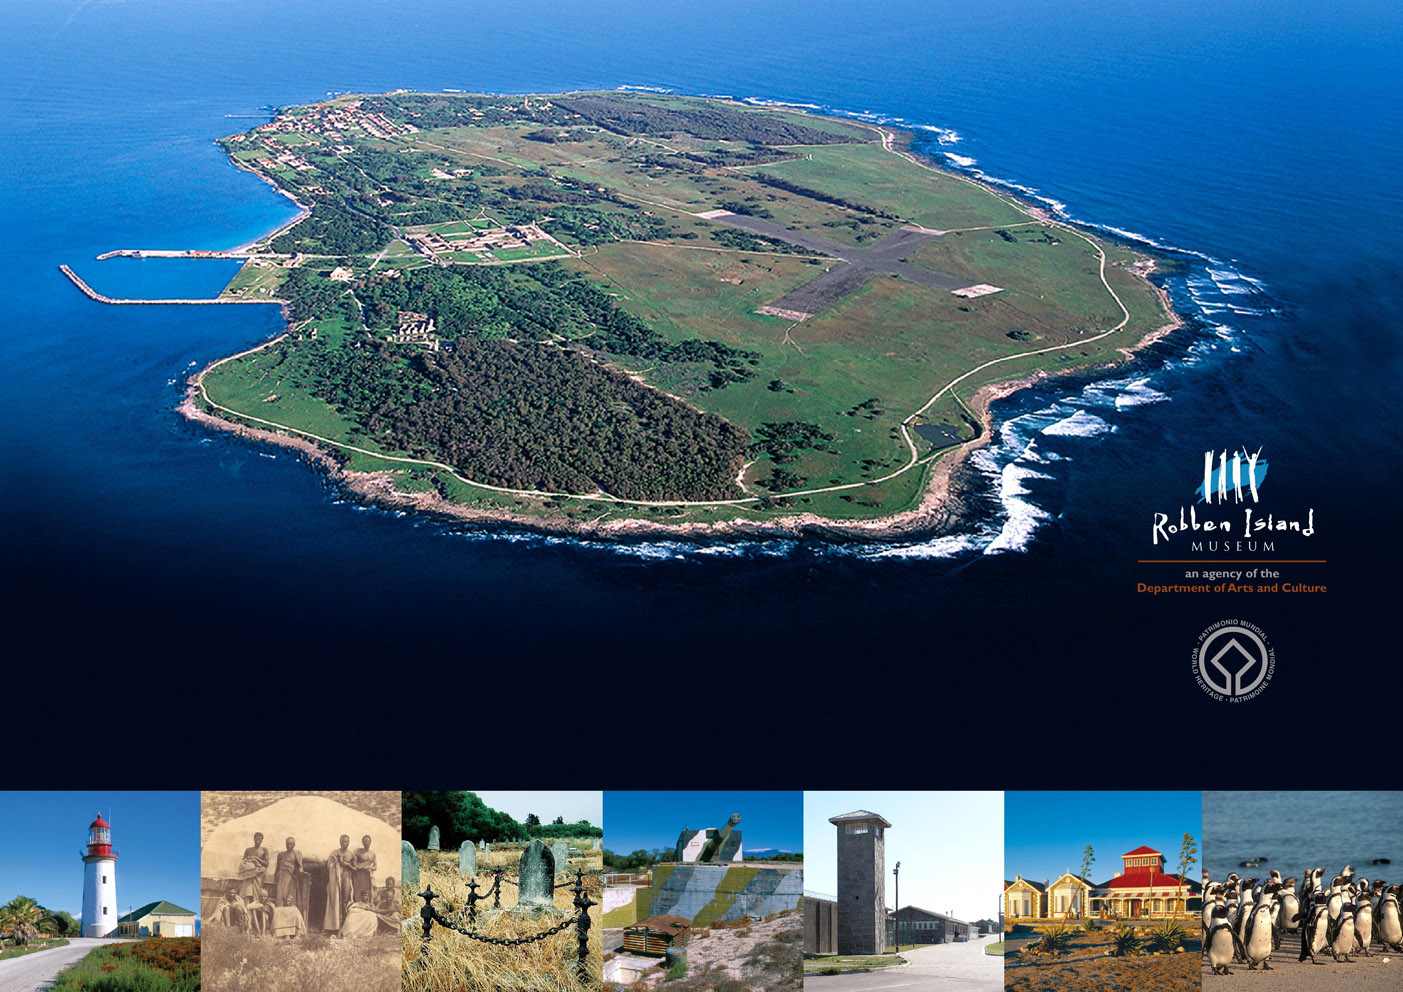 Robben Island
MUSEUM
an agency of the
Department of Arts and Culture
· PATRIMONIO MUNDIAL ·
WORLD HERITAGE · PATRIMOINE MONDIAL